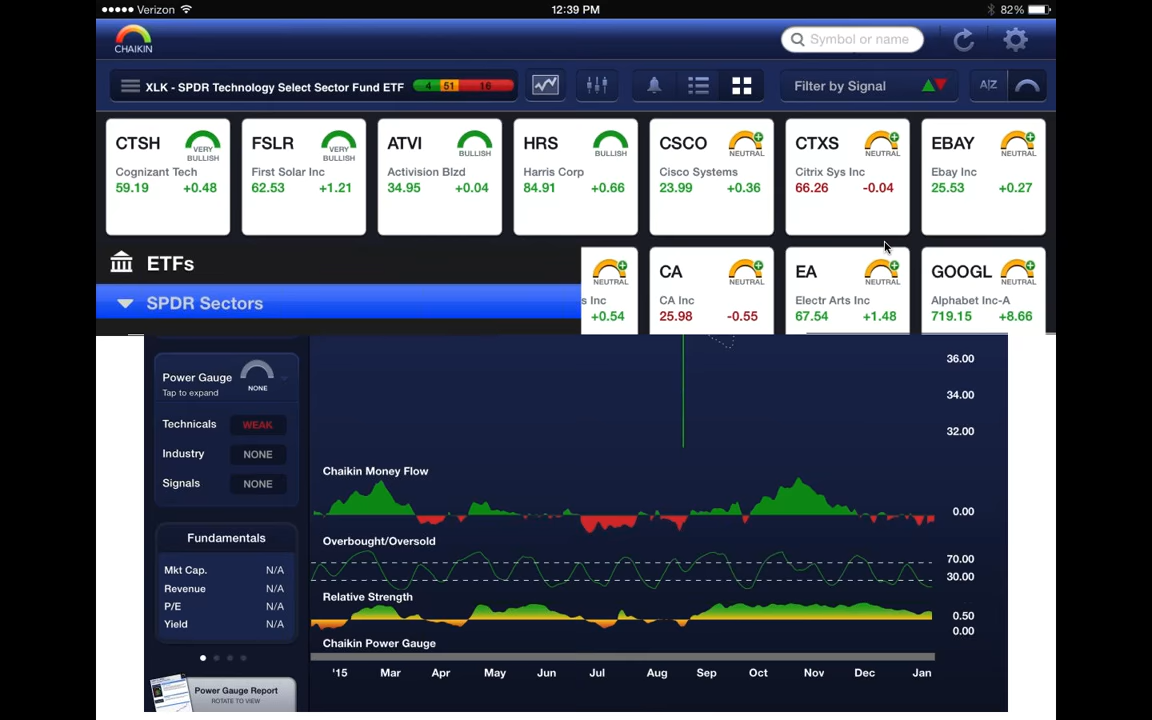 Verizon 12:39 PM 82%
CHAIKIN
Symbol or name
XLK - SPDR Technology Select Sector Fund ETF 4 51 16
Filter by Signal
A|Z
CTSH VERY BULLISH
Cognizant Tech
59.19 +0.48
FSLR VERY BULLISH
First Solar Inc
62.53 +1.21
ATVI BULLISH
Activision Blzd
34.95 +0.04
HRS BULLISH
Harris Corp
84.91 +0.66
CSCO NEUTRAL
Cisco Systems
23.99 +0.36
CTXS NEUTRAL
Citrix Sys Inc
66.26 -0.04
EBAY NEUTRAL
Ebay Inc
25.53 +0.27
ETFs
SPDR Sectors
NEUTRAL
s Inc
+0.54
CA NEUTRAL
CA Inc
25.98 -0.55
EA NEUTRAL
Electr Arts Inc
67.54 +1.48
GOOGL NEUTRAL
Alphabet Inc-A
719.15 +8.66
Power Gauge NONE
Tap to expand
Technicals WEAK
Industry NONE
Signals NONE
Fundamentals
Mkt Cap. N/A
Revenue N/A
P/E N/A
Yield N/A
Power Gauge Report
ROTATE TO VIEW
36.00
34.00
32.00
Chaikin Money Flow
0.00
Overbought/Oversold
70.00
30.00
Relative Strength
0.50
0.00
Chaikin Power Gauge
'15 Mar Apr May Jun Jul Aug Sep Oct Nov Dec Jan